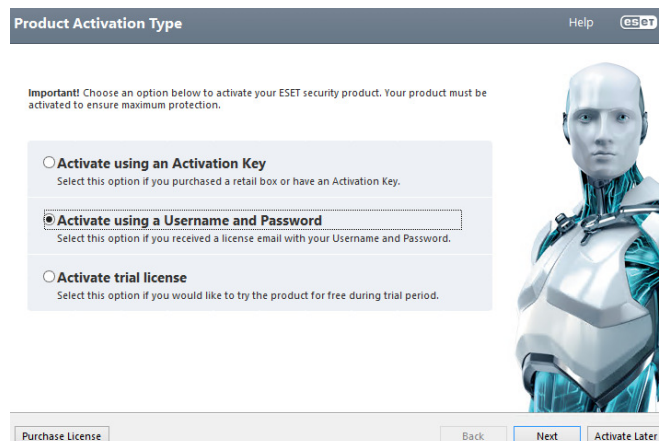 Product Activation Type
Help
eset
Important! Choose an option below to activate your ESET security product. Your product must be
activated to ensure maximum protection.
Activate using an Activation Key
Select this option if you purchased a retail box or have an Activation Key.
Activate using a Username and Password
Select this option if you received a license email with your Username and Password.
Activate trial license
Select this option if you would like to try the product for free during trial period.
Purchase License
Back
Next
Activate Later